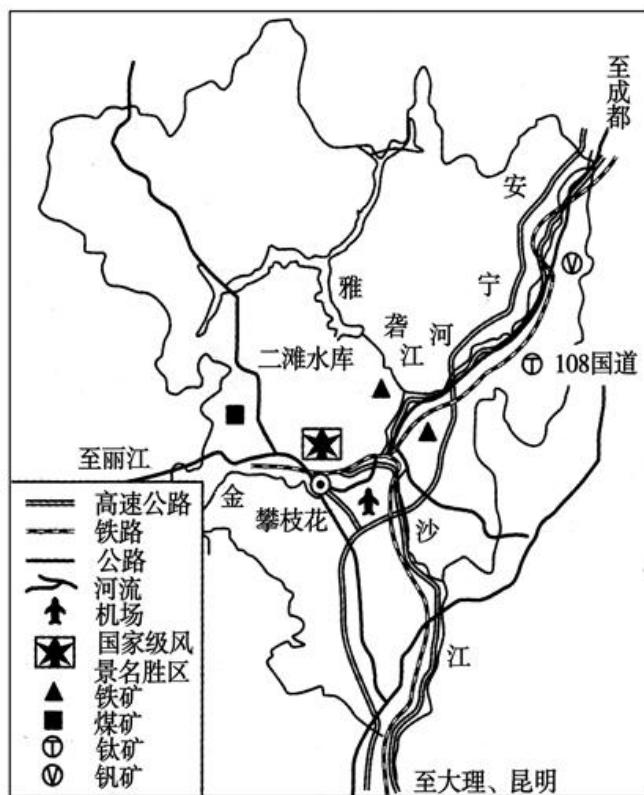 至成都
安
宁
河
雅
砻
江
二滩水库
Ⓥ
Ⓣ 108国道
至丽江
金
攀枝花
沙
江
高速公路
铁路
公路
河流
机场
国家级风
景名胜区
铁矿
煤矿
Ⓣ 钛矿
Ⓥ 钒矿
至大理、昆明